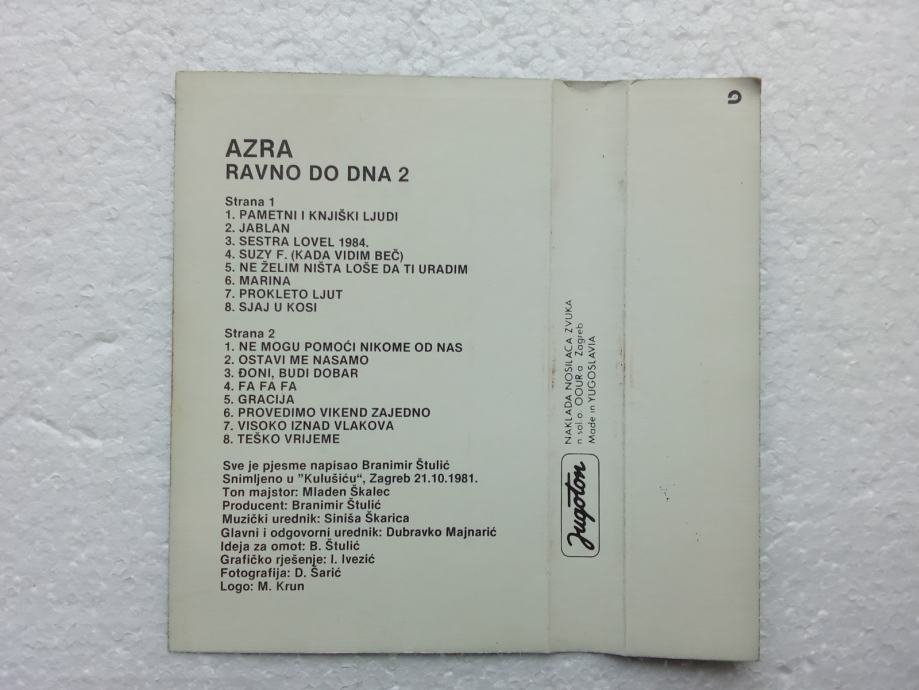 AZRA
RAVNO DO DNA 2
Strana 1
1. PAMETNI I KNJIŠKI LJUDI
2. JABLAN
3. SESTRA LOVEL 1984.
4. SUZY F. (KADA VIDIM BEČ)
5. NE ŽELIM NIŠTA LOŠE DA TI URADIM
6. MARINA
7. PROKLETO LJUT
8. SJAJ U KOSI
Strana 2
1. NE MOGU POMOĆI NIKOME OD NAS
2. OSTAVI ME NASAMO
3. ĐONI, BUDI DOBAR
4. FA FA FA
5. GRACIJA
6. PROVEDIMO VIKEND ZAJEDNO
7. VISOKO IZNAD VLAKOVA
8. TEŠKO VRIJEME
Sve je pjesme napisao Branimir Štulić
Snimljeno u "Kulušiću", Zagreb 21.10.1981.
Ton majstor: Mladen Škalec
Producent: Branimir Štulić
Muzički urednik: Siniša Škarica
Glavni i odgovorni urednik: Dubravko Majnarić
Ideja za omot: B. Štulić
Grafičko rješenje: I. Ivezić
Fotografija: D. Šarić
Logo: M. Krun
Jugoton
NAKLADA NOSILACA ZVUKA
n sol. o. OOUR a Zagreb
Made in YUGOSLAVIA